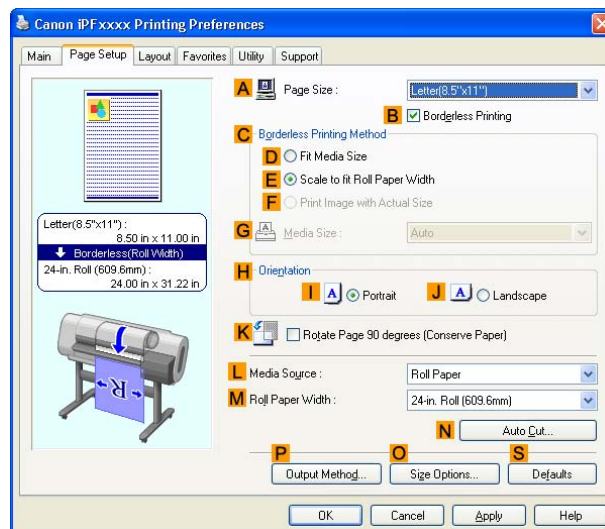 Canon iPFxxxx Printing Preferences
Main Page Setup Layout Favorites Utility Support
A Page Size : Letter(8.5"x11")
B Borderless Printing
C Borderless Printing Method
D Fit Media Size
E Scale to fit Roll Paper Width
F Print Image with Actual Size
G Media Size : Auto
Letter(8.5"x11") :
8.50 in x 11.00 in
Borderless(Roll Width)
24-in. Roll (609.6mm) :
24.00 in x 31.22 in
H Orientation
I A Portrait J A Landscape
K Rotate Page 90 degrees (Conserve Paper)
R
L Media Source : Roll Paper
M Roll Paper Width : 24-in. Roll (609.6mm)
N Auto Cut...
P O S
Output Method... Size Options... Defaults
OK Cancel Apply Help